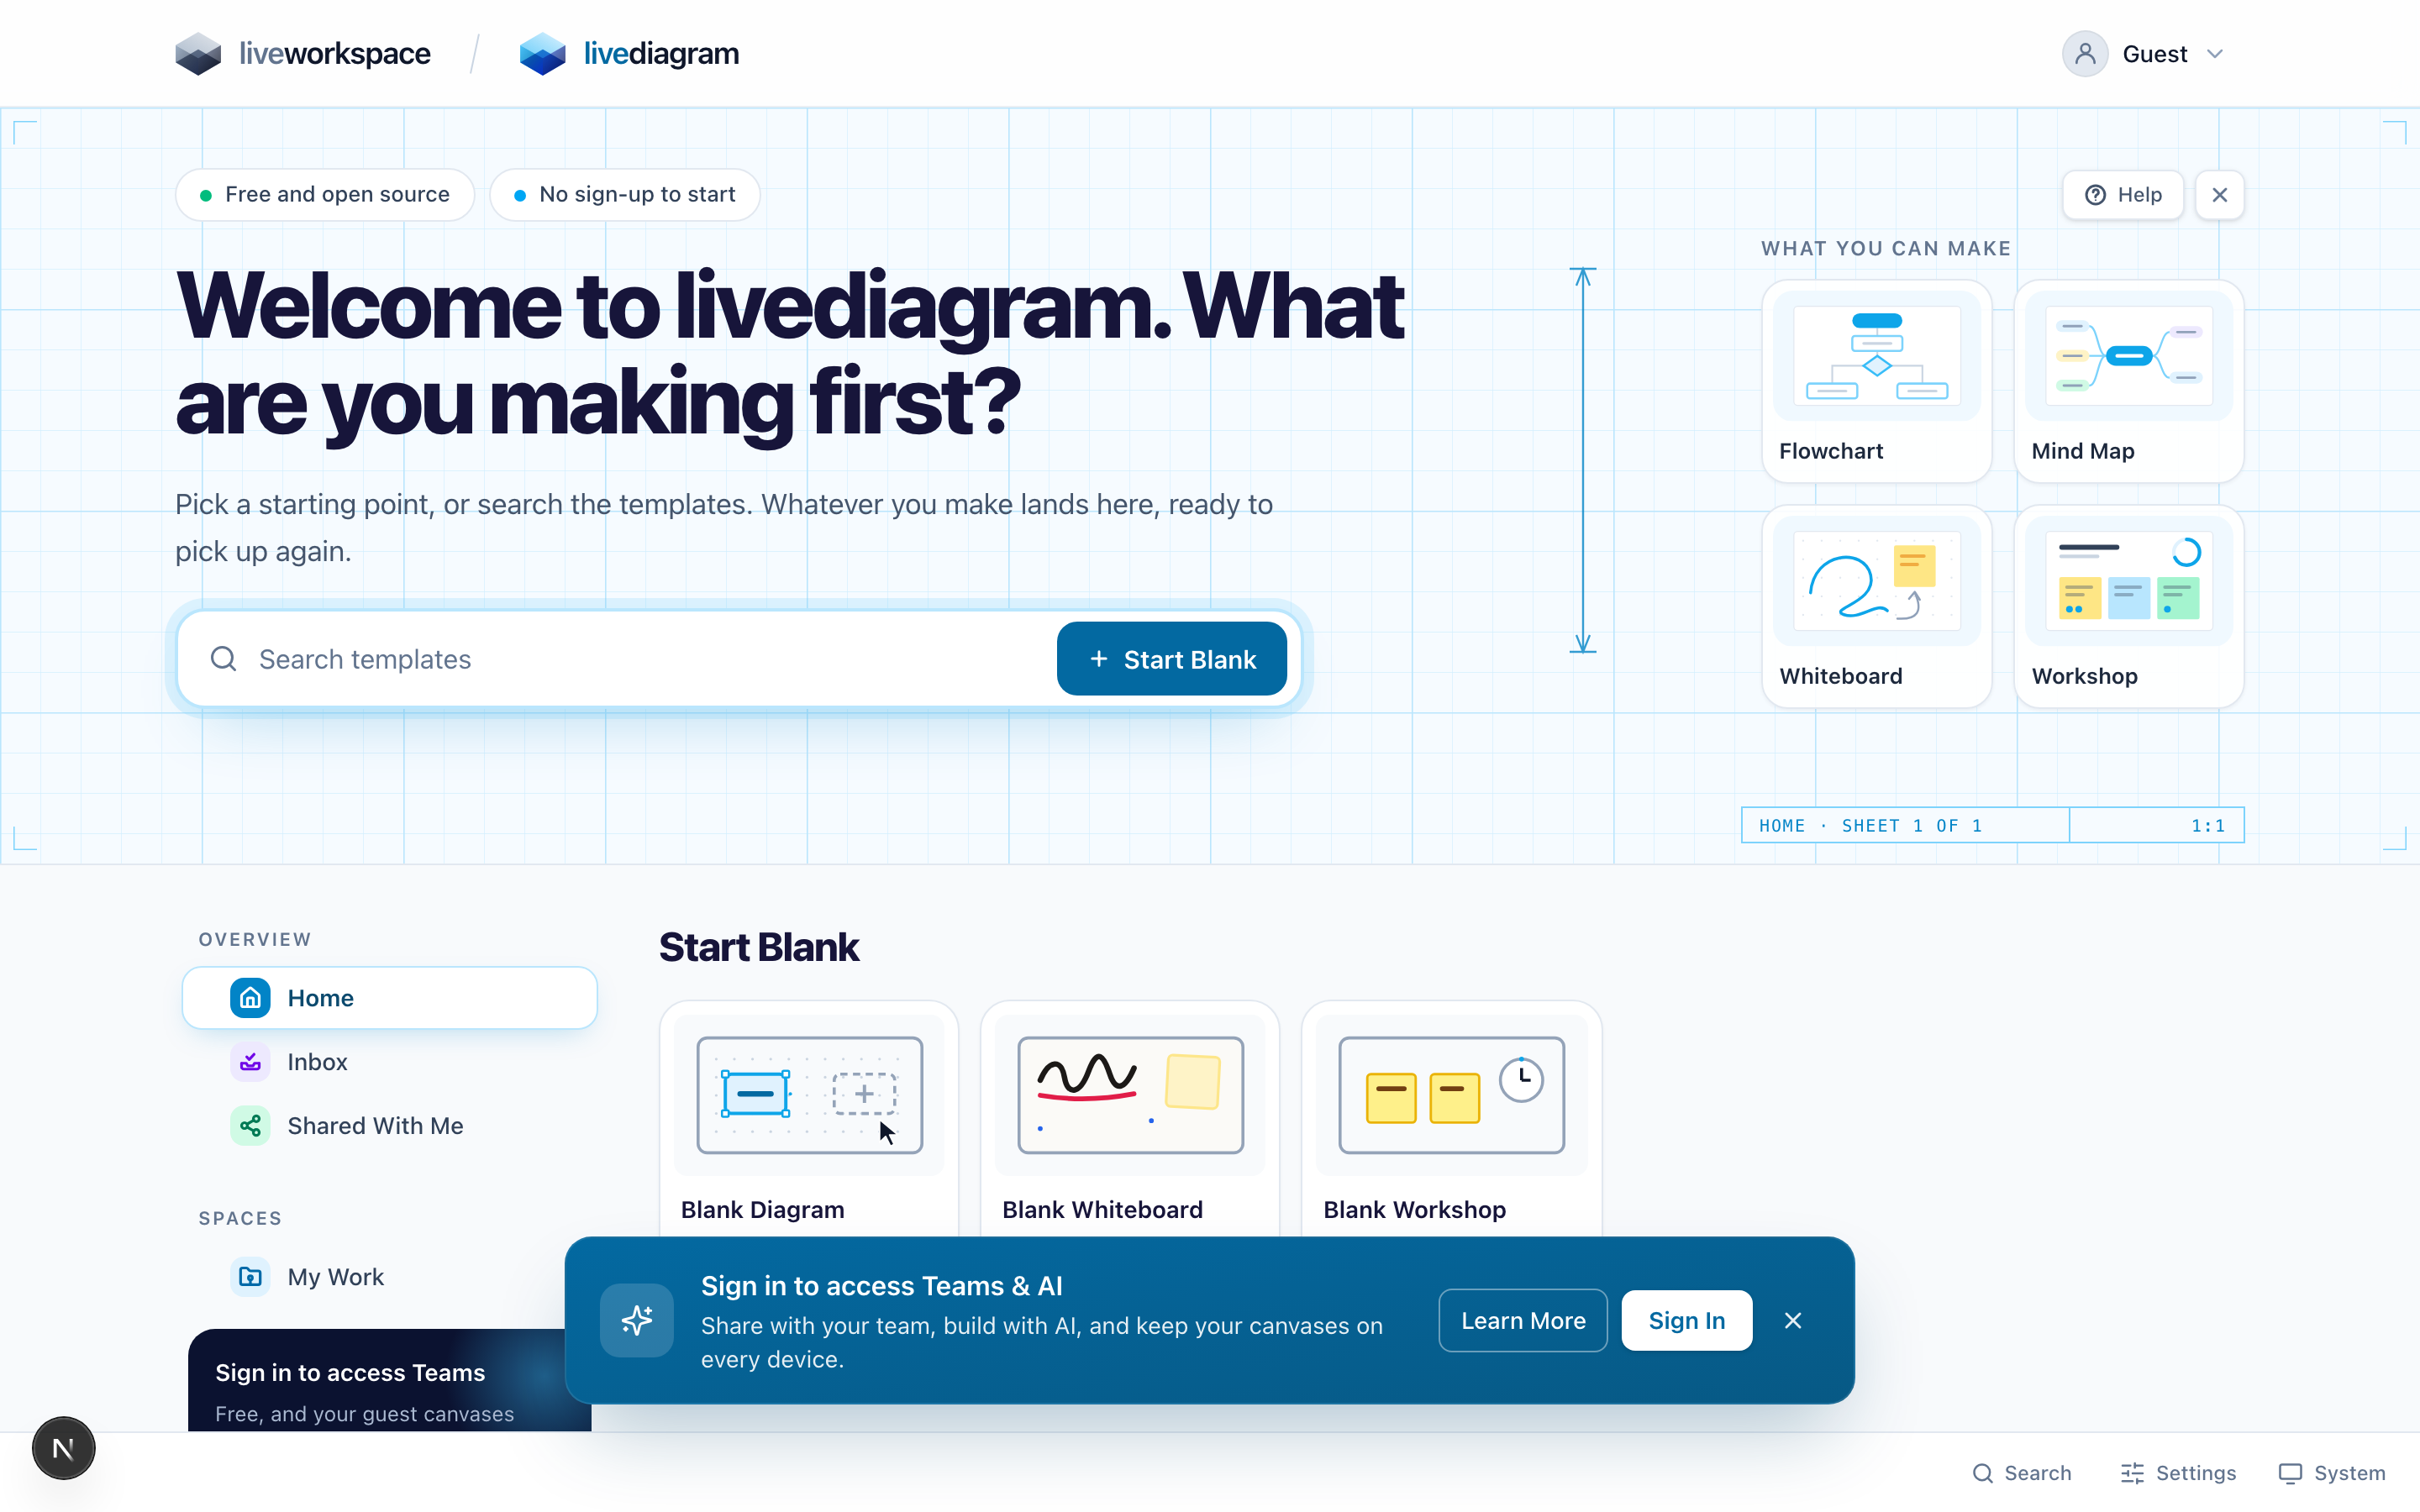 liveworkspace
livediagram
Guest
Free and open source
No sign-up to start
Help
Welcome to livediagram. What
are you making first?
Pick a starting point, or search the templates. Whatever you make lands here, ready to
pick up again.
Search templates
+ Start Blank
WHAT YOU CAN MAKE
Flowchart
Mind Map
Whiteboard
Workshop
HOME · SHEET 1 OF 1
1:1
OVERVIEW
Home
Inbox
Shared With Me
SPACES
My Work
Sign in to access Teams
Free, and your guest canvases
Start Blank
Blank Diagram
Blank Whiteboard
Blank Workshop
Sign in to access Teams & AI
Share with your team, build with AI, and keep your canvases on
every device.
Learn More
Sign In
N
Search
Settings
System